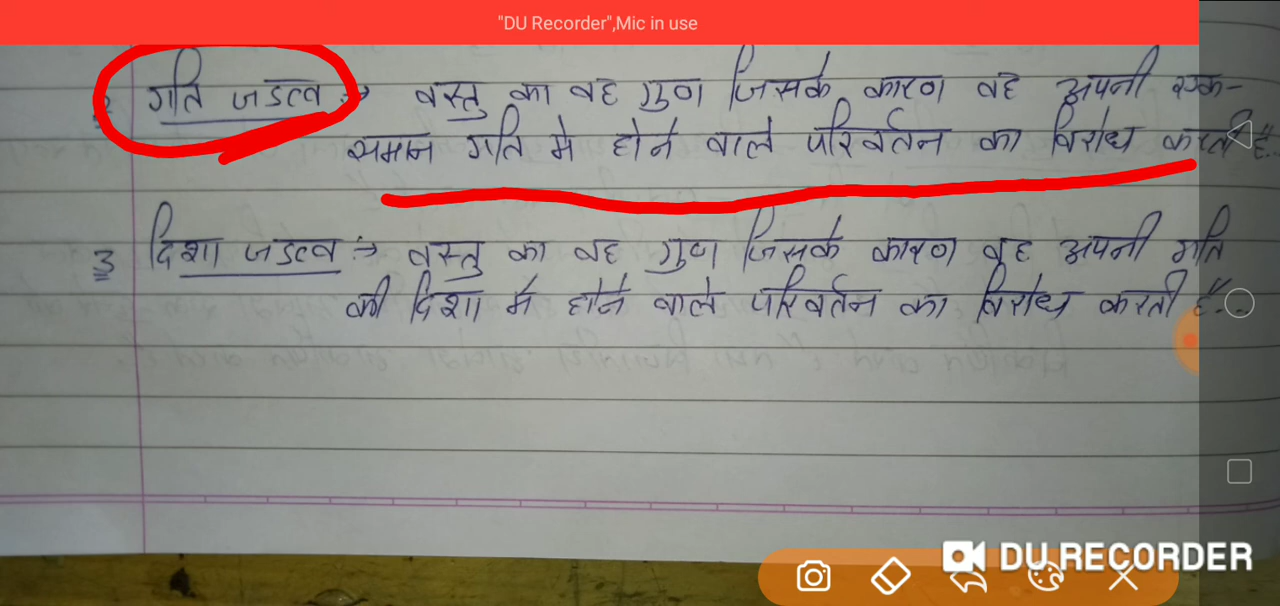 "DU Recorder",Mic in use
2 गति जडत्व :→ वस्तु का वह गुण जिसके कारण वह अपनी एक-
समान गति मे होने वाले परिवर्तन का विरोध करती है..
3 दिशा जडत्व :→ वस्तु का वह गुण जिसके कारण वह अपनी गति
की दिशा मे होने वाले परिवर्तन का विरोध करती है..
DU RECORDER